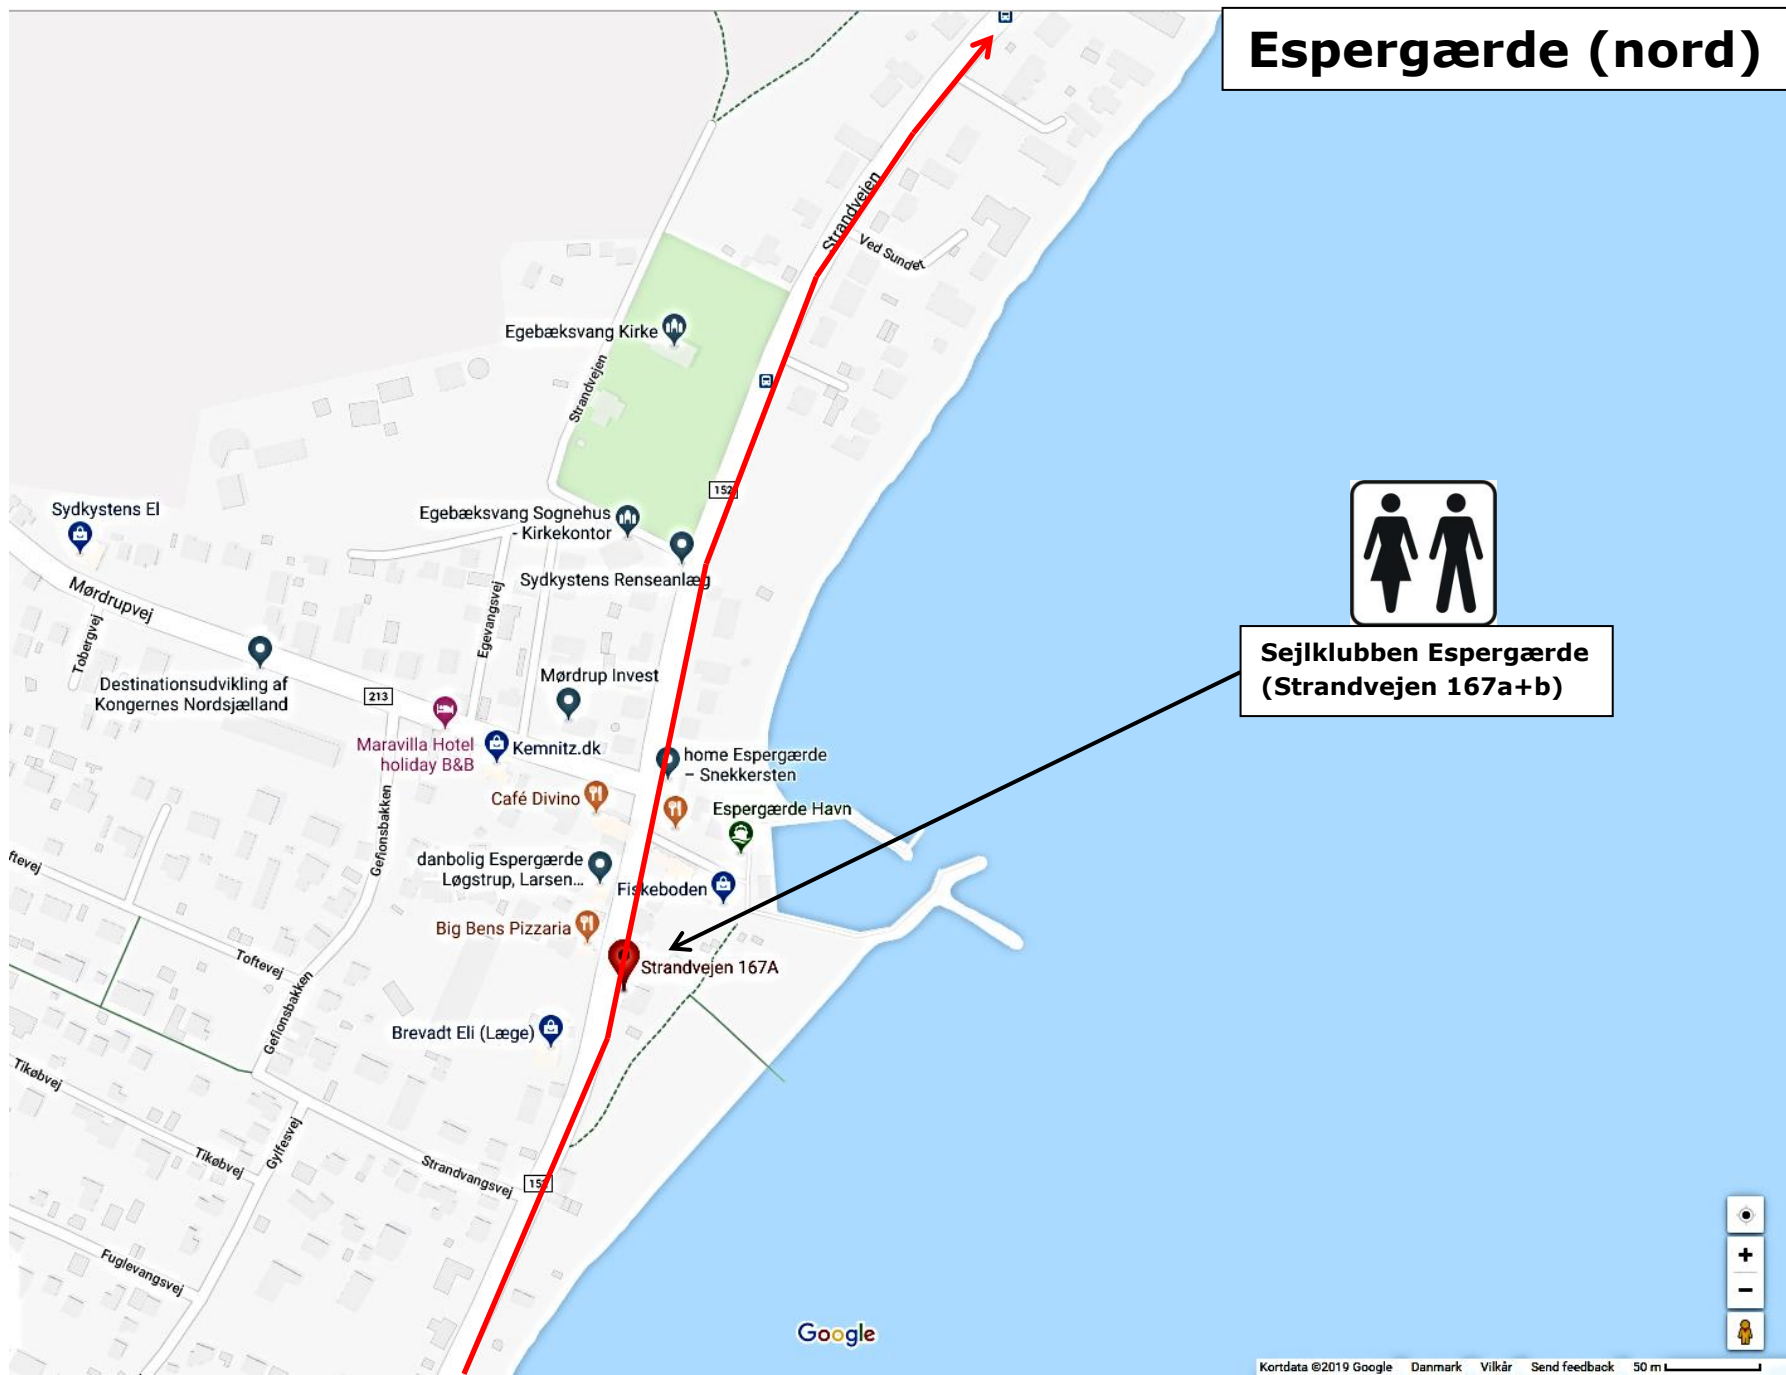 Espergærde (nord)
Strandvejen
Ved Sundet
Egebæksvang Kirke
Strandvejen
152
Sydkystens El
Egebæksvang Sognehus
- Kirkekontor
Sydkystens Renseanlæg
Mørdrupvej
Tobergvej
Egevangsvej
Destinationsudvikling af
Kongernes Nordsjælland
213
Mørdrup Invest
Maravilla Hotel
holiday B&B
Kemnitz.dk
home Espergærde
– Snekkersten
Café Divino
Espergærde Havn
Gefionsbakken
danbolig Espergærde
Løgstrup, Larsen...
Fiskeboden
Big Bens Pizzaria
Strandvejen 167A
Sejlklubben Espergærde
(Strandvejen 167a+b)
ftevej
Toftevej
Gefionsbakken
Brevadt Eli (Læge)
Tikøbvej
Tikøbvej
Gylfesvej
Strandvangsvej
152
Fuglevangsvej
Google
Kortdata ©2019 Google Danmark Vilkår Send feedback 50 m